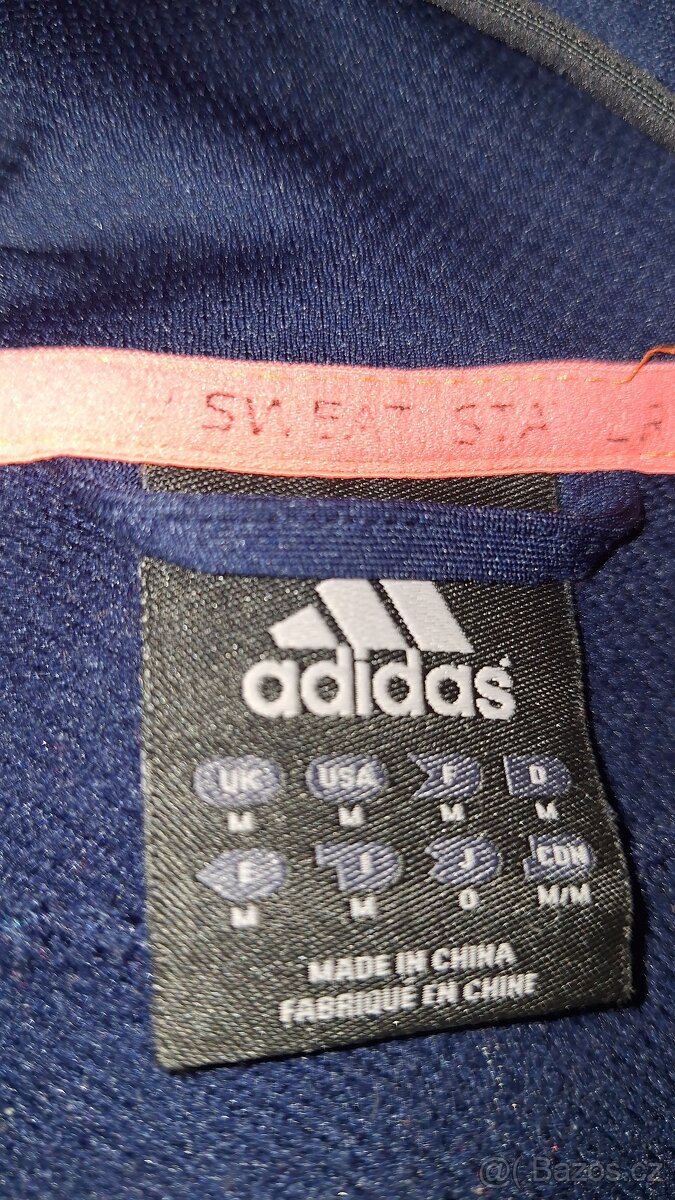 SWEAT. STA
adidas
UK USA F D
M M M M
E I J CDN
M M O M/M
MADE IN CHINA
FABRIQUÉ EN CHINE
@( Bazos.cz